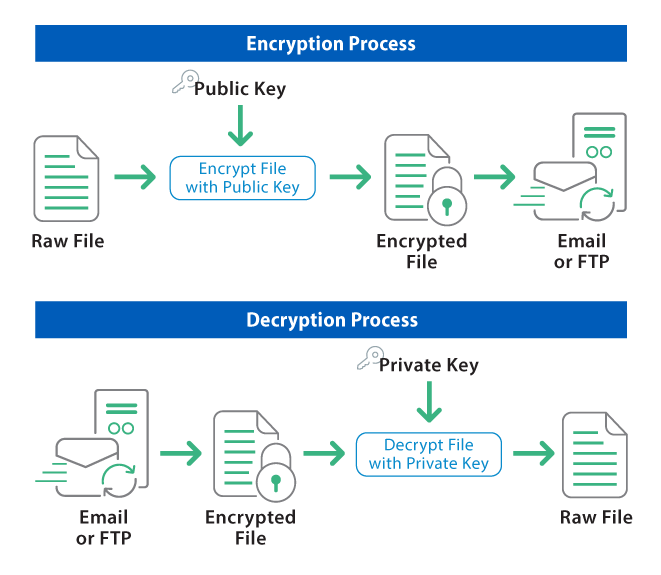 Encryption Process
Public Key
Encrypt File
with Public Key
Raw File
Encrypted
File
Email
or FTP
Decryption Process
Private Key
Decrypt File
with Private Key
Email
or FTP
Encrypted
File
Raw File